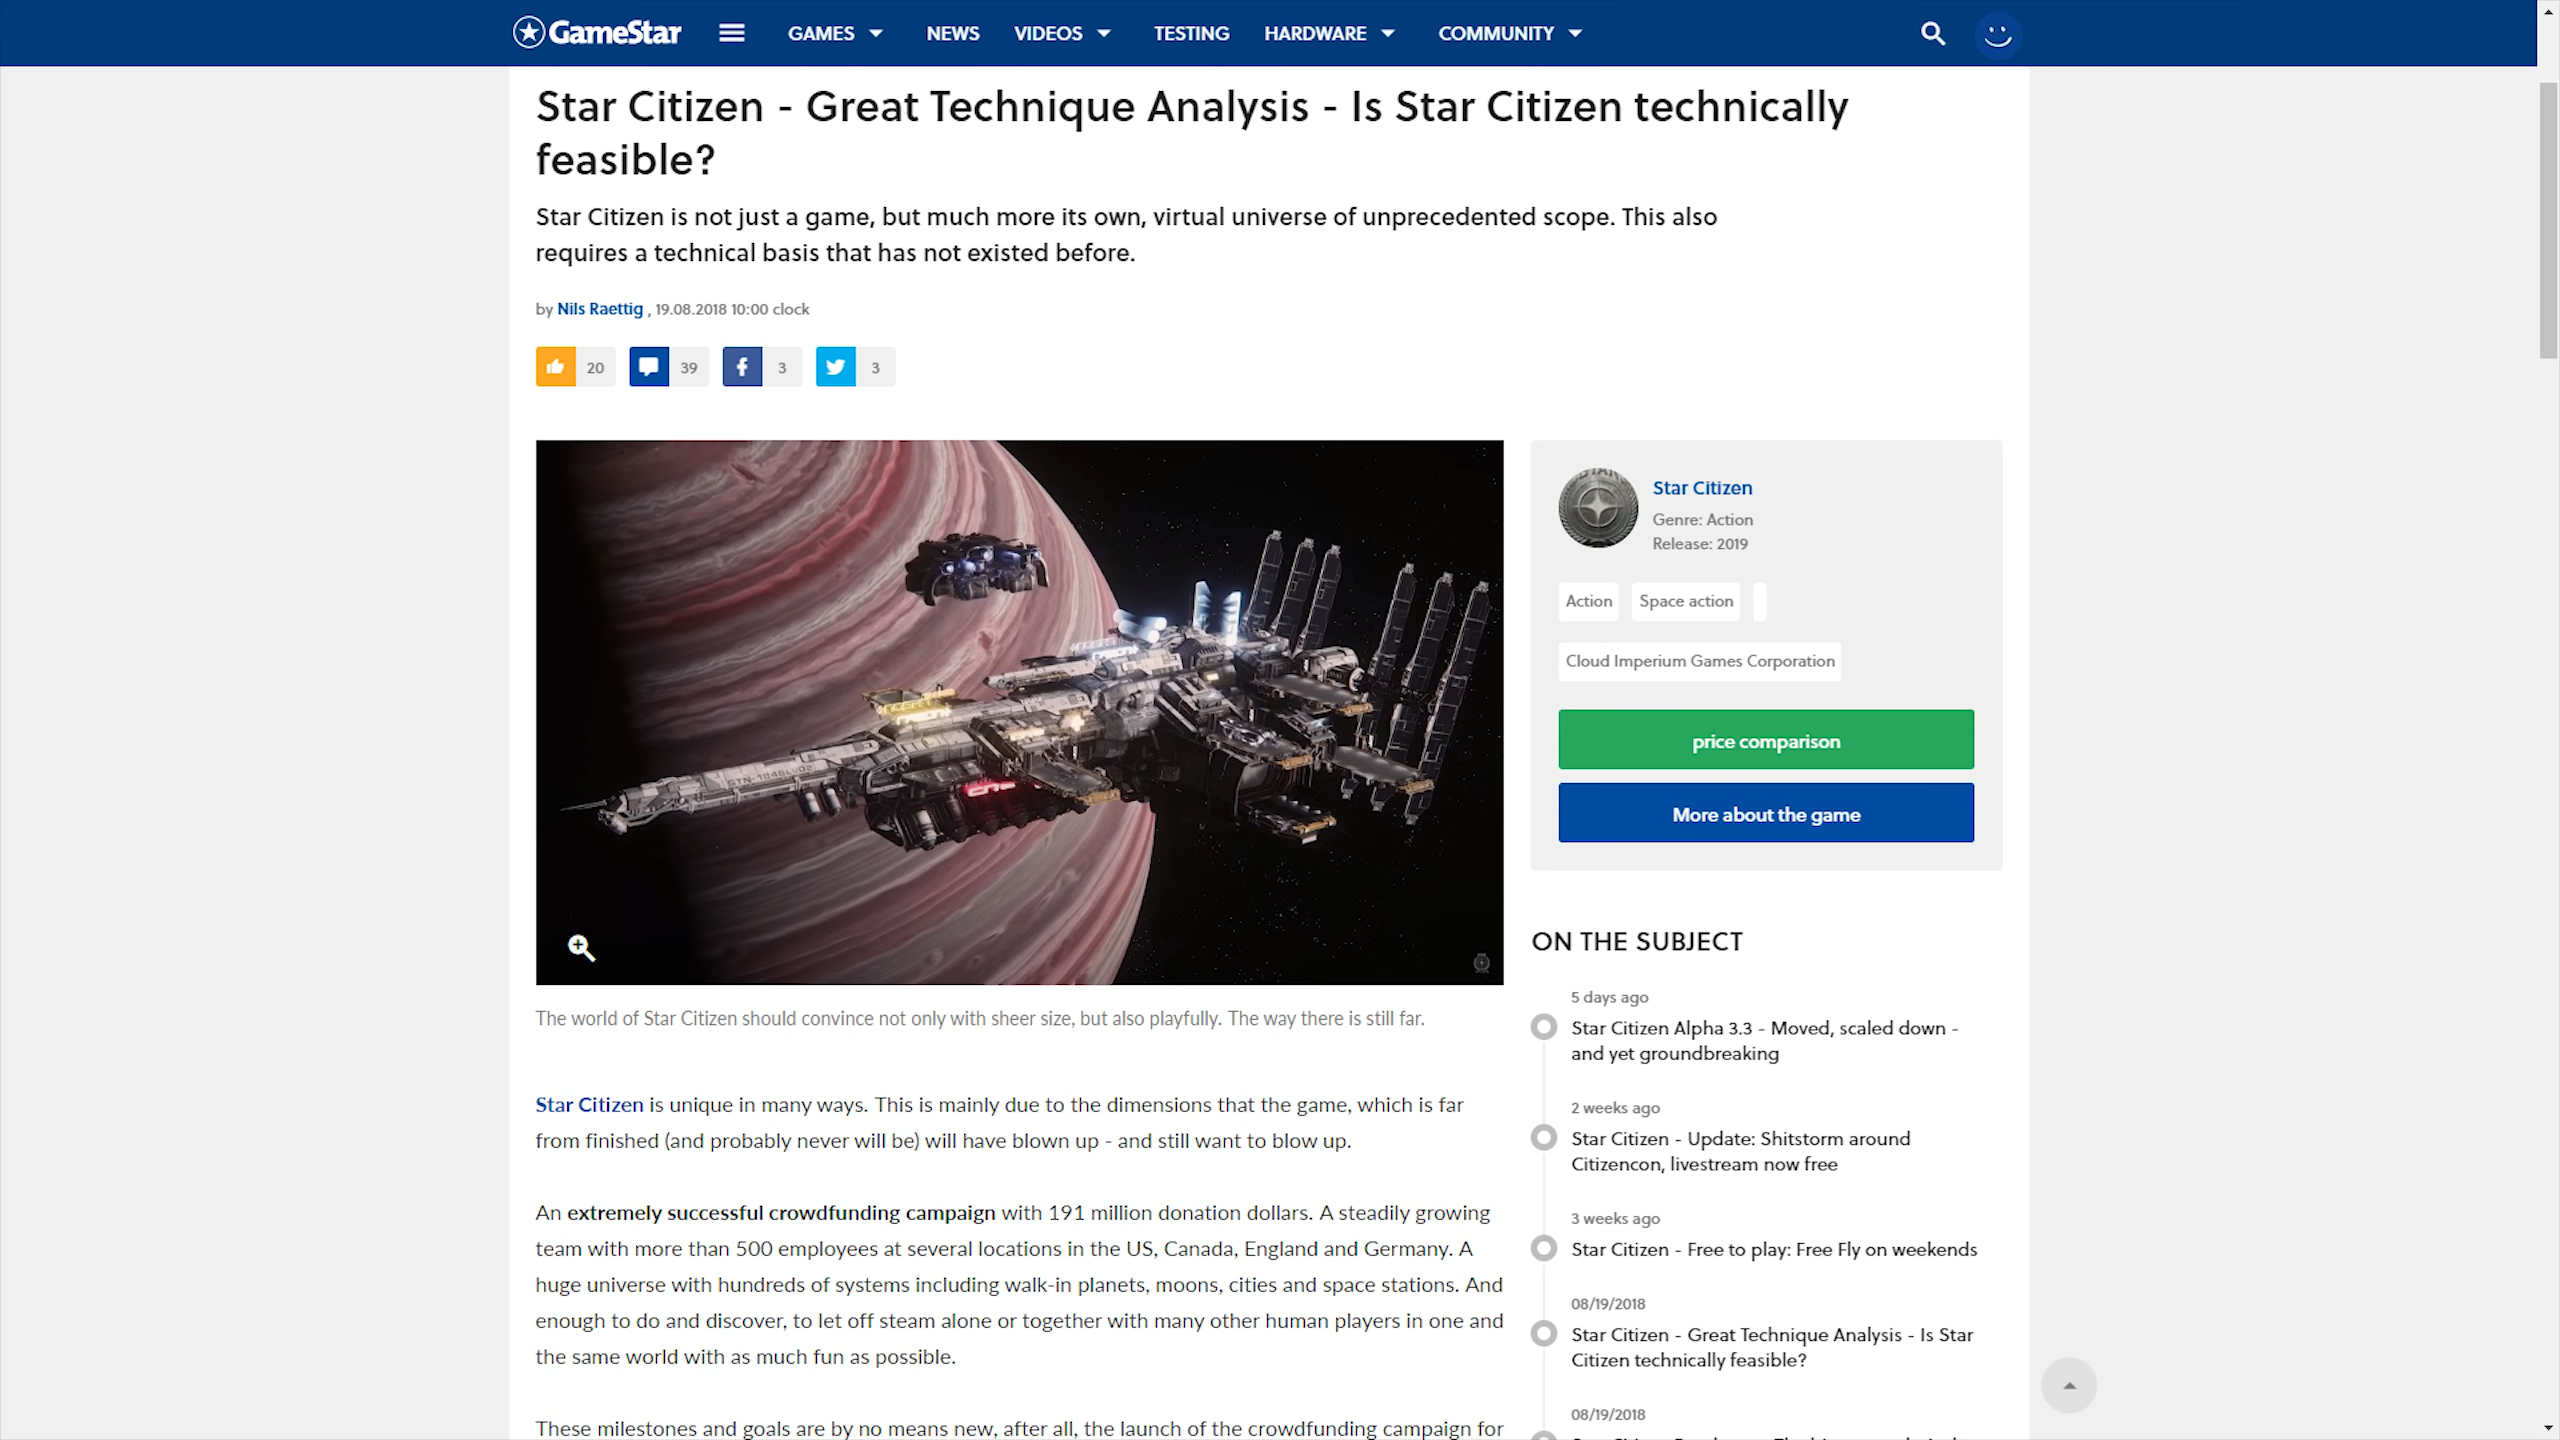 GameStar
GAMES
NEWS
VIDEOS
TESTING
HARDWARE
COMMUNITY
Star Citizen - Great Technique Analysis - Is Star Citizen technically
feasible?
Star Citizen is not just a game, but much more its own, virtual universe of unprecedented scope. This also
requires a technical basis that has not existed before.
by Nils Raettig , 19.08.2018 10:00 clock
20
39
3
3
The world of Star Citizen should convince not only with sheer size, but also playfully. The way there is still far.
Star Citizen is unique in many ways. This is mainly due to the dimensions that the game, which is far
from finished (and probably never will be) will have blown up - and still want to blow up.
An extremely successful crowdfunding campaign with 191 million donation dollars. A steadily growing
team with more than 500 employees at several locations in the US, Canada, England and Germany. A
huge universe with hundreds of systems including walk-in planets, moons, cities and space stations. And
enough to do and discover, to let off steam alone or together with many other human players in one and
the same world with as much fun as possible.
These milestones and goals are by no means new, after all, the launch of the crowdfunding campaign for
Star Citizen
Genre: Action
Release: 2019
Action
Space action
Cloud Imperium Games Corporation
price comparison
More about the game
ON THE SUBJECT
5 days ago
Star Citizen Alpha 3.3 - Moved, scaled down -
and yet groundbreaking
2 weeks ago
Star Citizen - Update: Shitstorm around
Citizencon, livestream now free
3 weeks ago
Star Citizen - Free to play: Free Fly on weekends
08/19/2018
Star Citizen - Great Technique Analysis - Is Star
Citizen technically feasible?
08/19/2018